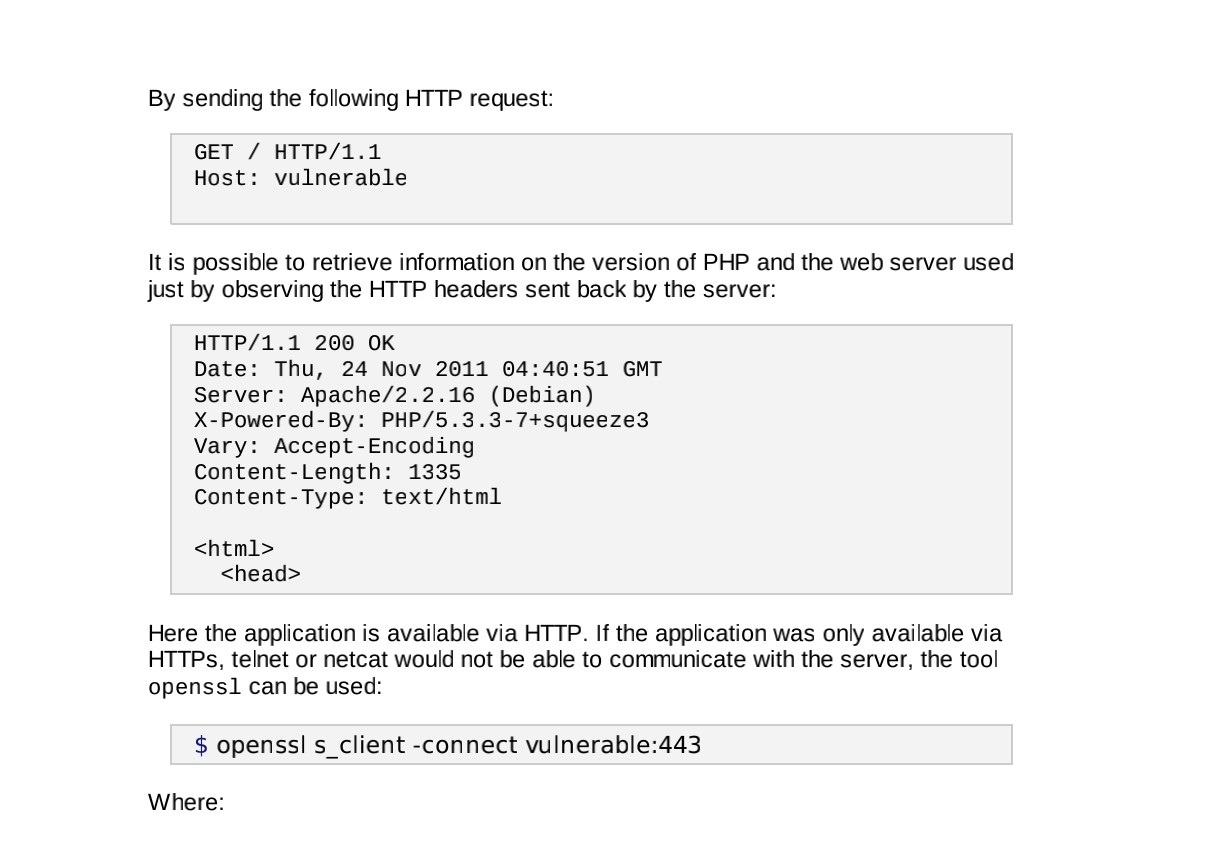 By sending the following HTTP request:
GET / HTTP/1.1
Host: vulnerable
It is possible to retrieve information on the version of PHP and the web server used
just by observing the HTTP headers sent back by the server:
HTTP/1.1 200 OK
Date: Thu, 24 Nov 2011 04:40:51 GMT
Server: Apache/2.2.16 (Debian)
X-Powered-By: PHP/5.3.3-7+squeeze3
Vary: Accept-Encoding
Content-Length: 1335
Content-Type: text/html
<html>
  <head>
Here the application is available via HTTP. If the application was only available via
HTTPs, telnet or netcat would not be able to communicate with the server, the tool
openssl can be used:
$ openssl s_client -connect vulnerable:443
Where: